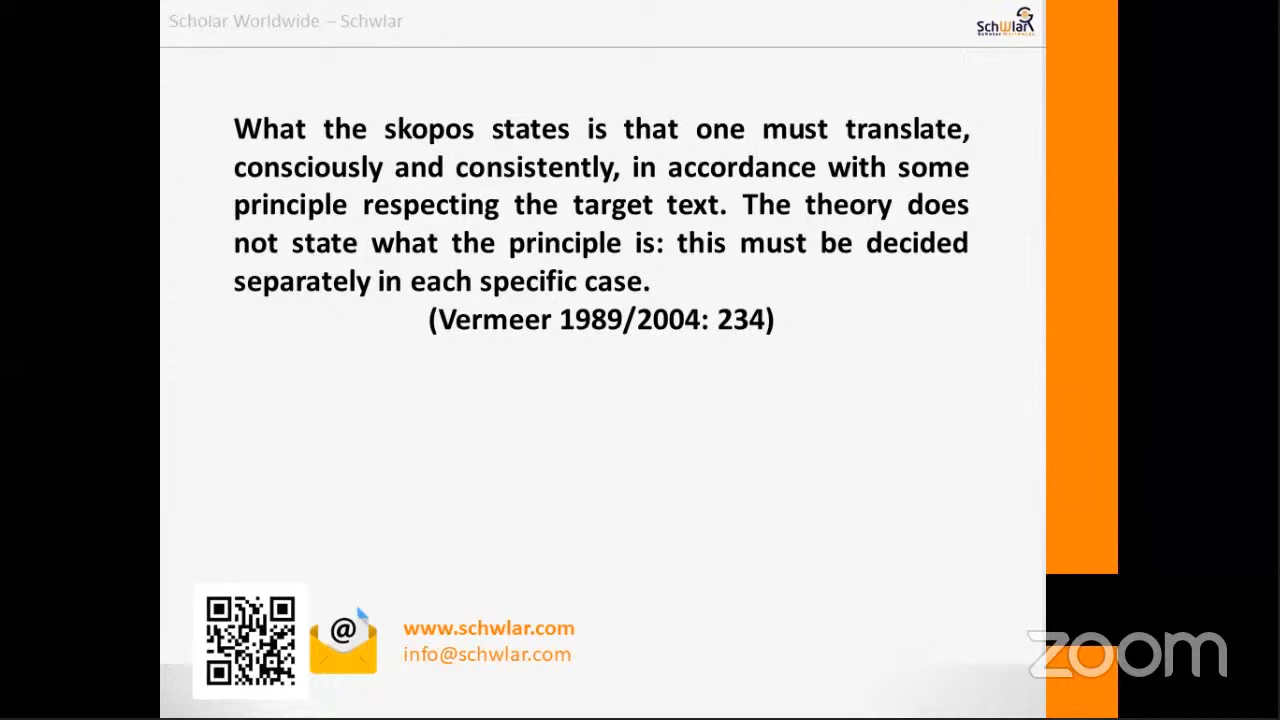 Scholar Worldwide – Schwlar
SchWlar
Scholar Worldwide
What the skopos states is that one must translate,
consciously and consistently, in accordance with some
principle respecting the target text. The theory does
not state what the principle is: this must be decided
separately in each specific case.
(Vermeer 1989/2004: 234)
@
www.schwlar.com
info@schwlar.com
zoom